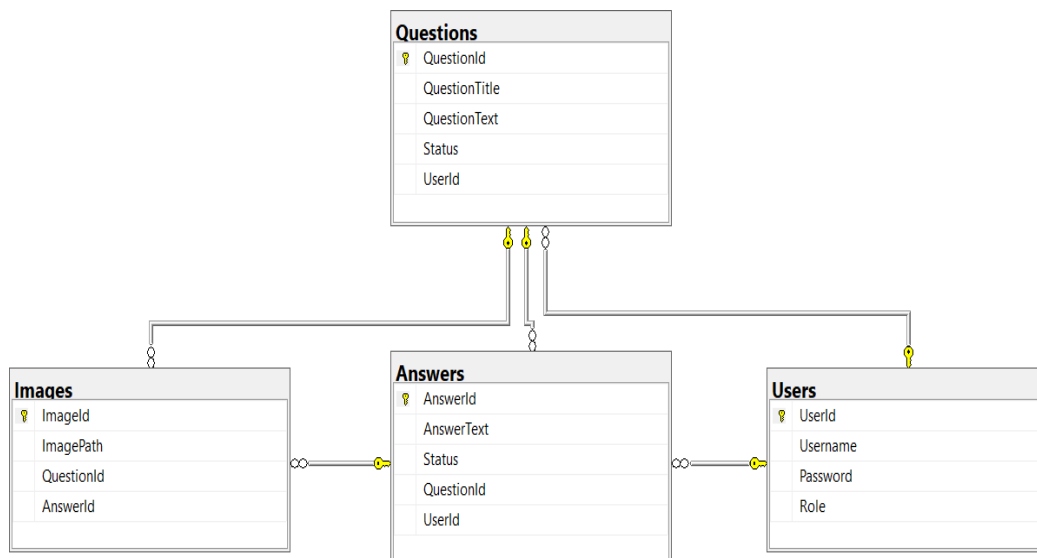 Questions
QuestionId
QuestionTitle
QuestionText
Status
UserId
Images
ImageId
ImagePath
QuestionId
AnswerId
Answers
AnswerId
AnswerText
Status
QuestionId
UserId
Users
UserId
Username
Password
Role